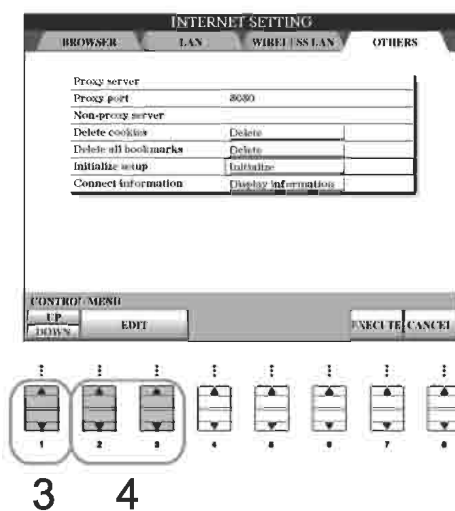 INTERNET SETTING
BROWSER LAN WIRELESS LAN OTHERS
Proxy server
Proxy port 8080
Non-proxy server
Delete cookies Delete
Delete all bookmarks Delete
Initialize setup Initialize
Connect information Display information
CONTROL MENU
UP
DOWN EDIT EXECUTE CANCEL
1 2 3 4 5 6 7 8
3 4